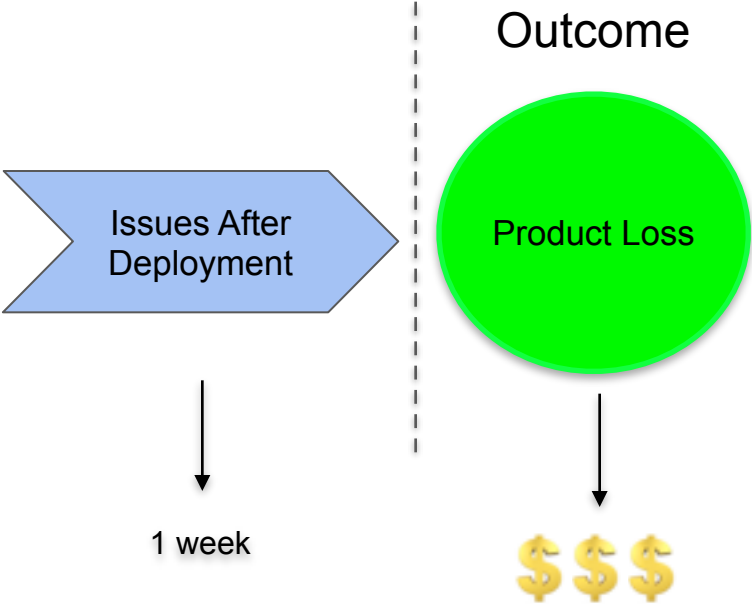 Outcome
Issues After
Deployment
Product Loss
1 week
$$$